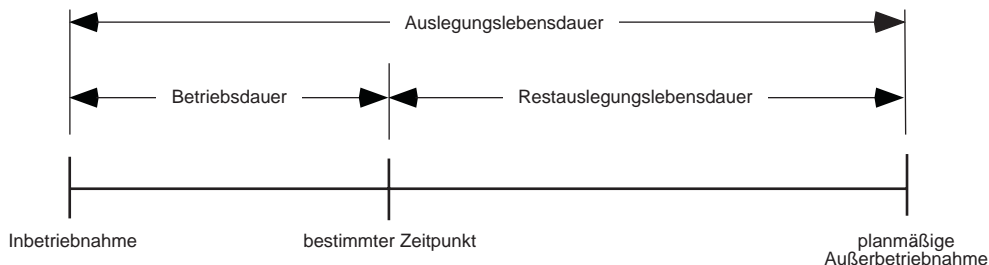 Auslegungslebensdauer
Betriebsdauer
Restauslegungslebensdauer
Inbetriebnahme
bestimmter Zeitpunkt
planmäßige
Außerbetriebnahme